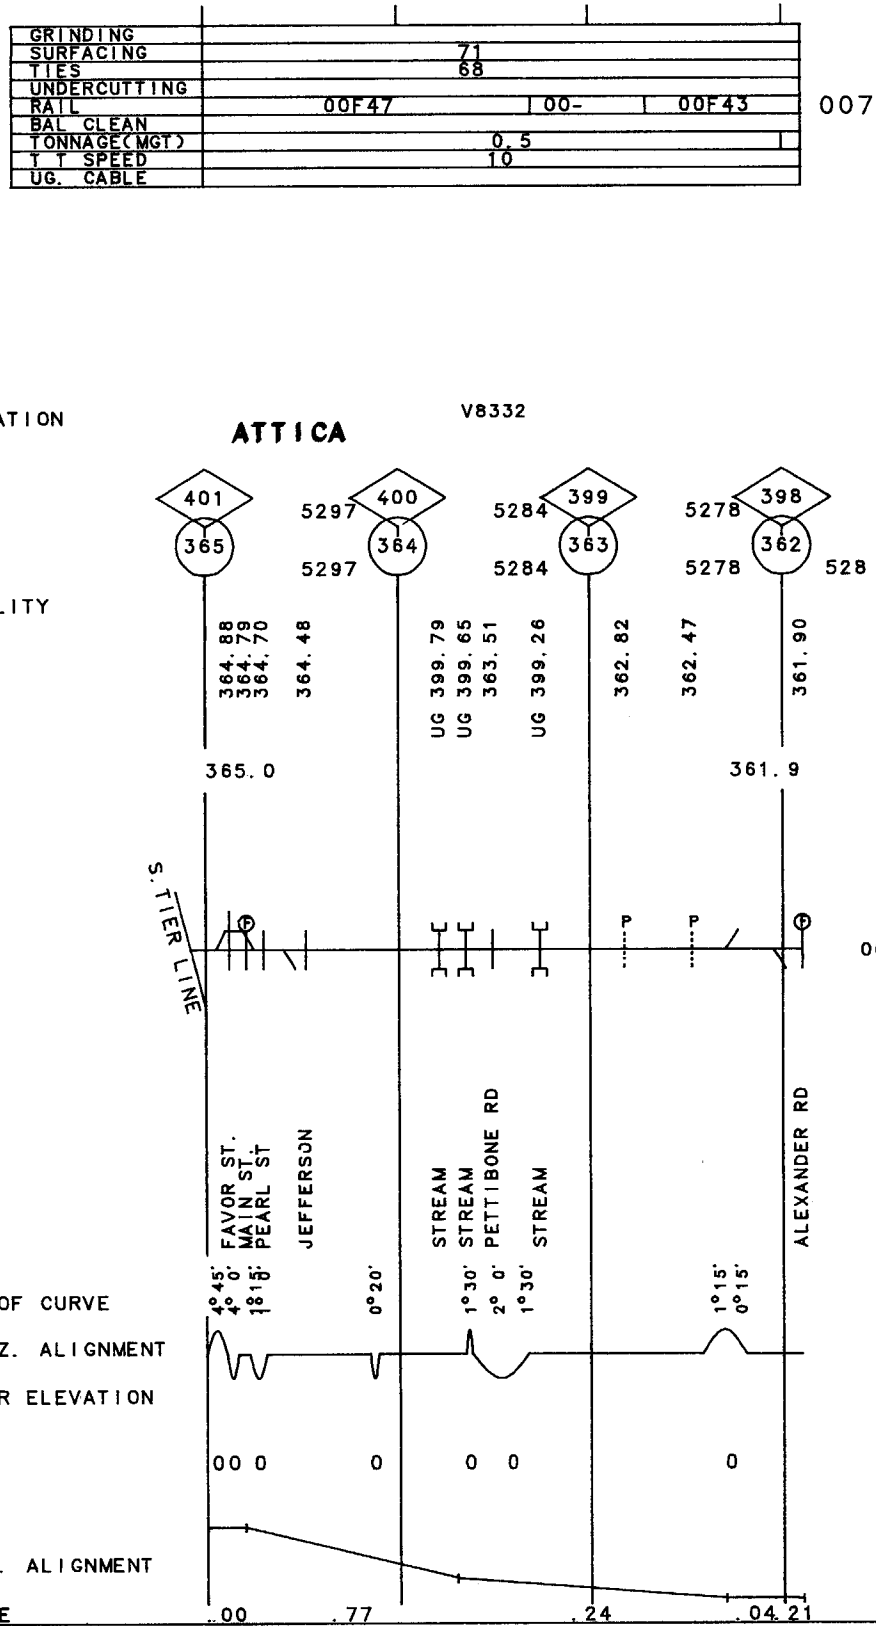 GRINDING
SURFACING 71
TIES 68
UNDERCUTTING
RAIL 00F47 00- 00F43 007
BAL CLEAN
TONNAGE(MGT) 0.5
T T SPEED 10
UG. CABLE
ATION
ATTICA V8332
401 400 399 398
5297 5284 5278
365 364 363 362
5297 5284 5278 528
LITY
364.88
364.79
364.70
364.48
UG 399.79
UG 399.65
363.51
UG 399.26
362.82
362.47
361.90
365.0 361.9
S. TIER LINE
F P P F
FAVOR ST.
MAIN ST.
PEARL ST
JEFFERSON
STREAM
STREAM
PETTIBONE RD
STREAM
ALEXANDER RD
OF CURVE
4°45'
4° 0'
0°20'
1°30'
2° 0'
1°30'
1°15'
0°15'
Z. ALIGNMENT
R ELEVATION
00 0 0 0 0 0
. ALIGNMENT
E .00 .77 .24 .04 .21